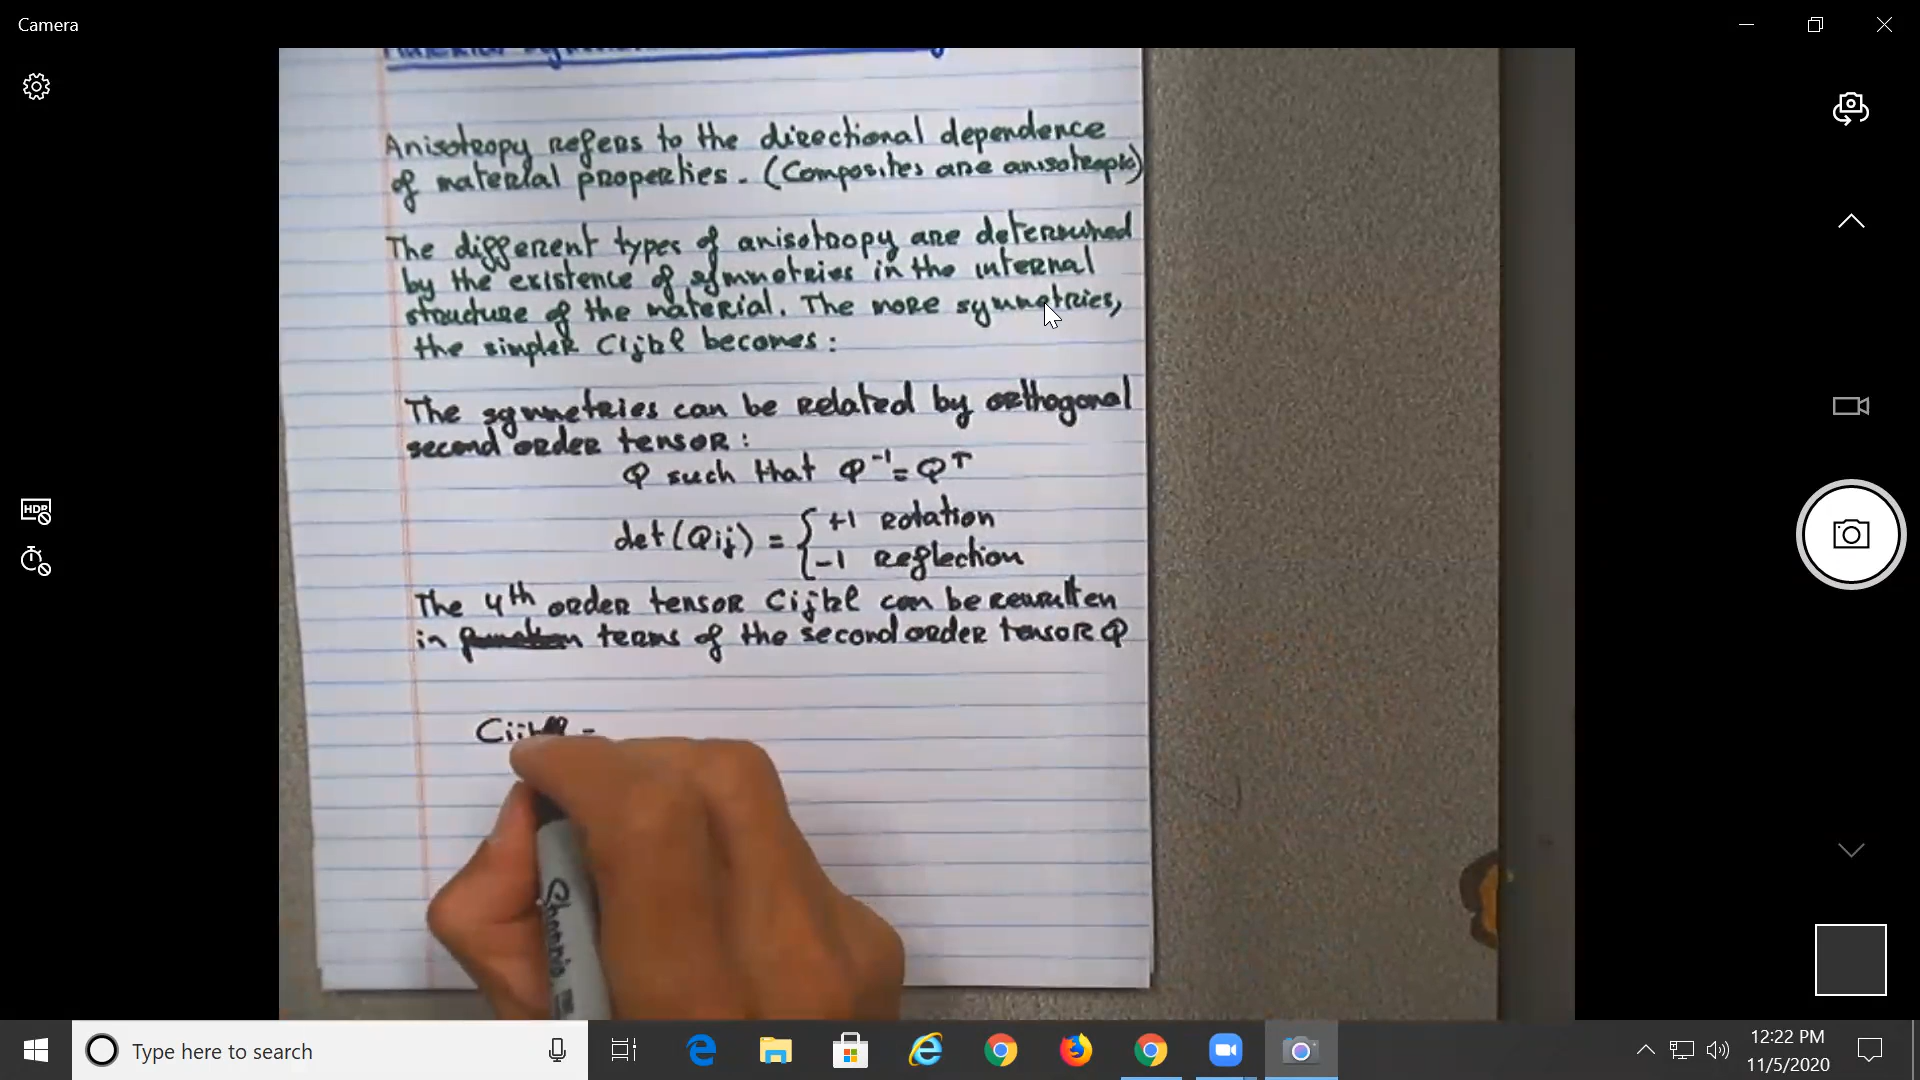 Camera
Anisotropy refers to the directional dependence
of material properties. (Composites are anisotropic)
The different types of anisotropy are determined
by the existence of symmetries in the internal
structure of the material. The more symmetries,
the simpler Cijkl becomes:
The symmetries can be related by orthogonal
second order tensor:
Q such that Q⁻¹ = Qᵀ
det(Qij) = { +1 rotation
-1 Reflection
The 4th order tensor Cijkl can be rewritten
in terms of the second order tensor Q
Cijkl =
Sharpie
HDR
Type here to search
12:22 PM
11/5/2020